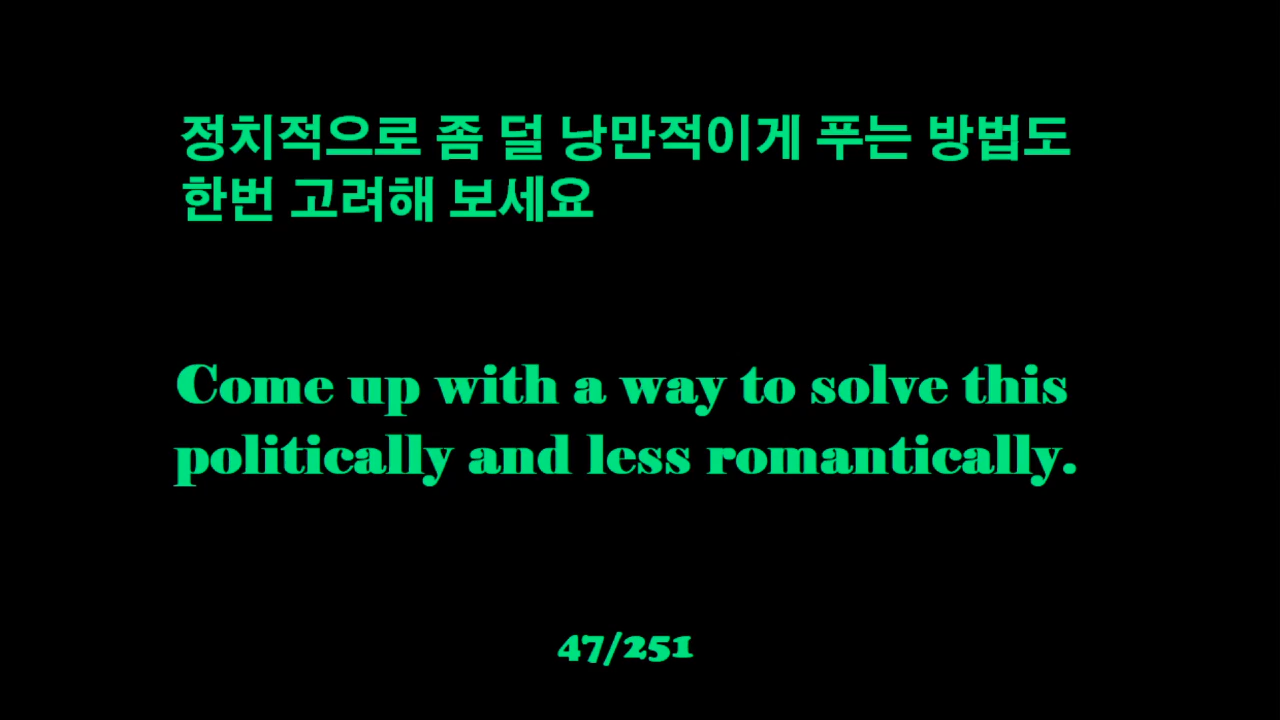 정치적으로 좀 덜 낭만적이게 푸는 방법도
한번 고려해 보세요
Come up with a way to solve this
politically and less romantically.
47/251